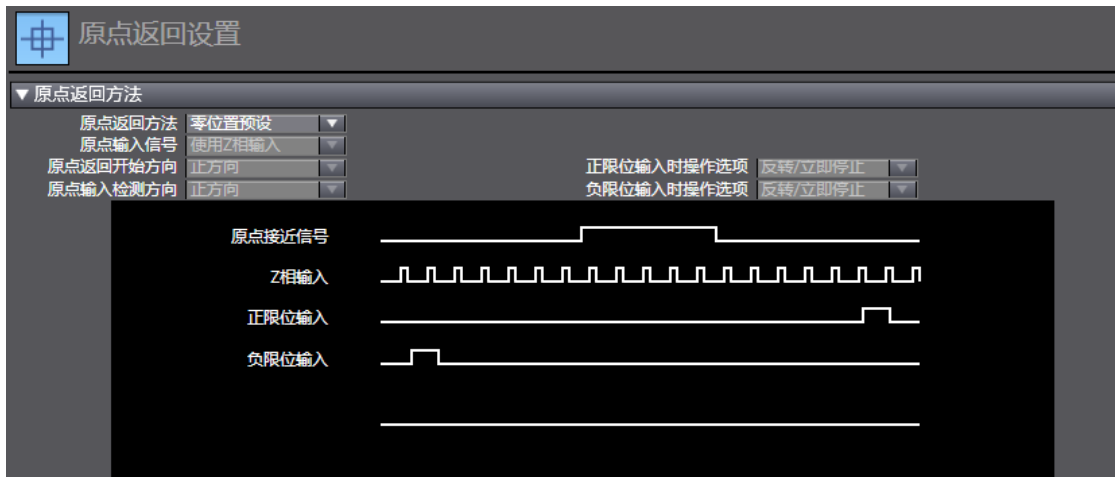 原点返回设置
▼原点返回方法
原点返回方法 零位置预设
原点输入信号 使用Z相输入
原点返回开始方向 正方向 正限位输入时操作选项 反转/立即停止
原点输入检测方向 正方向 负限位输入时操作选项 反转/立即停止
原点接近信号
Z相输入
正限位输入
负限位输入